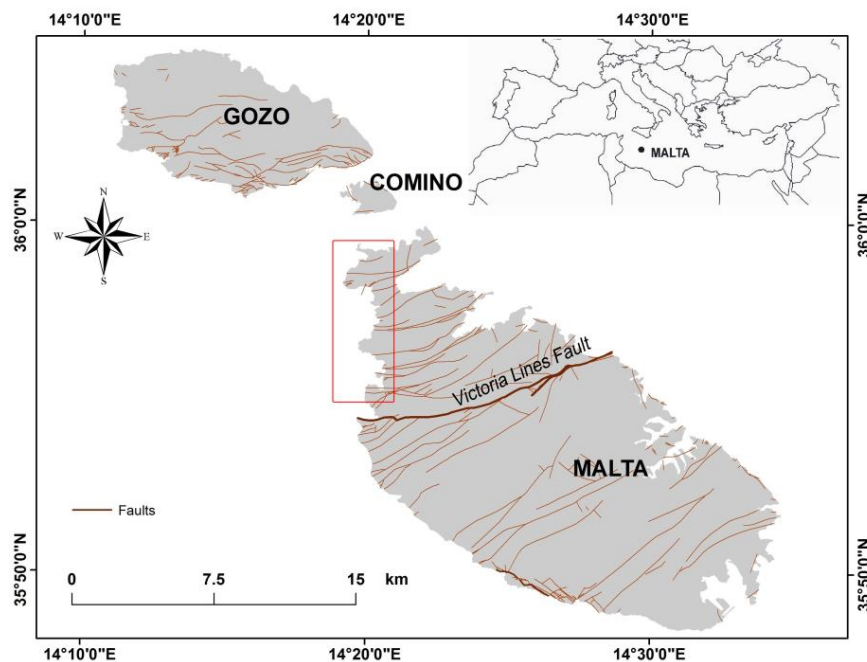 14°10'0"E 14°20'0"E 14°30'0"E
GOZO
MALTA
COMINO
N
W E
S
36°0'0"N 36°0'0"N
Victoria Lines Fault
MALTA
Faults
35°50'0"N 35°50'0"N
0 7.5 15 km
14°10'0"E 14°20'0"E 14°30'0"E